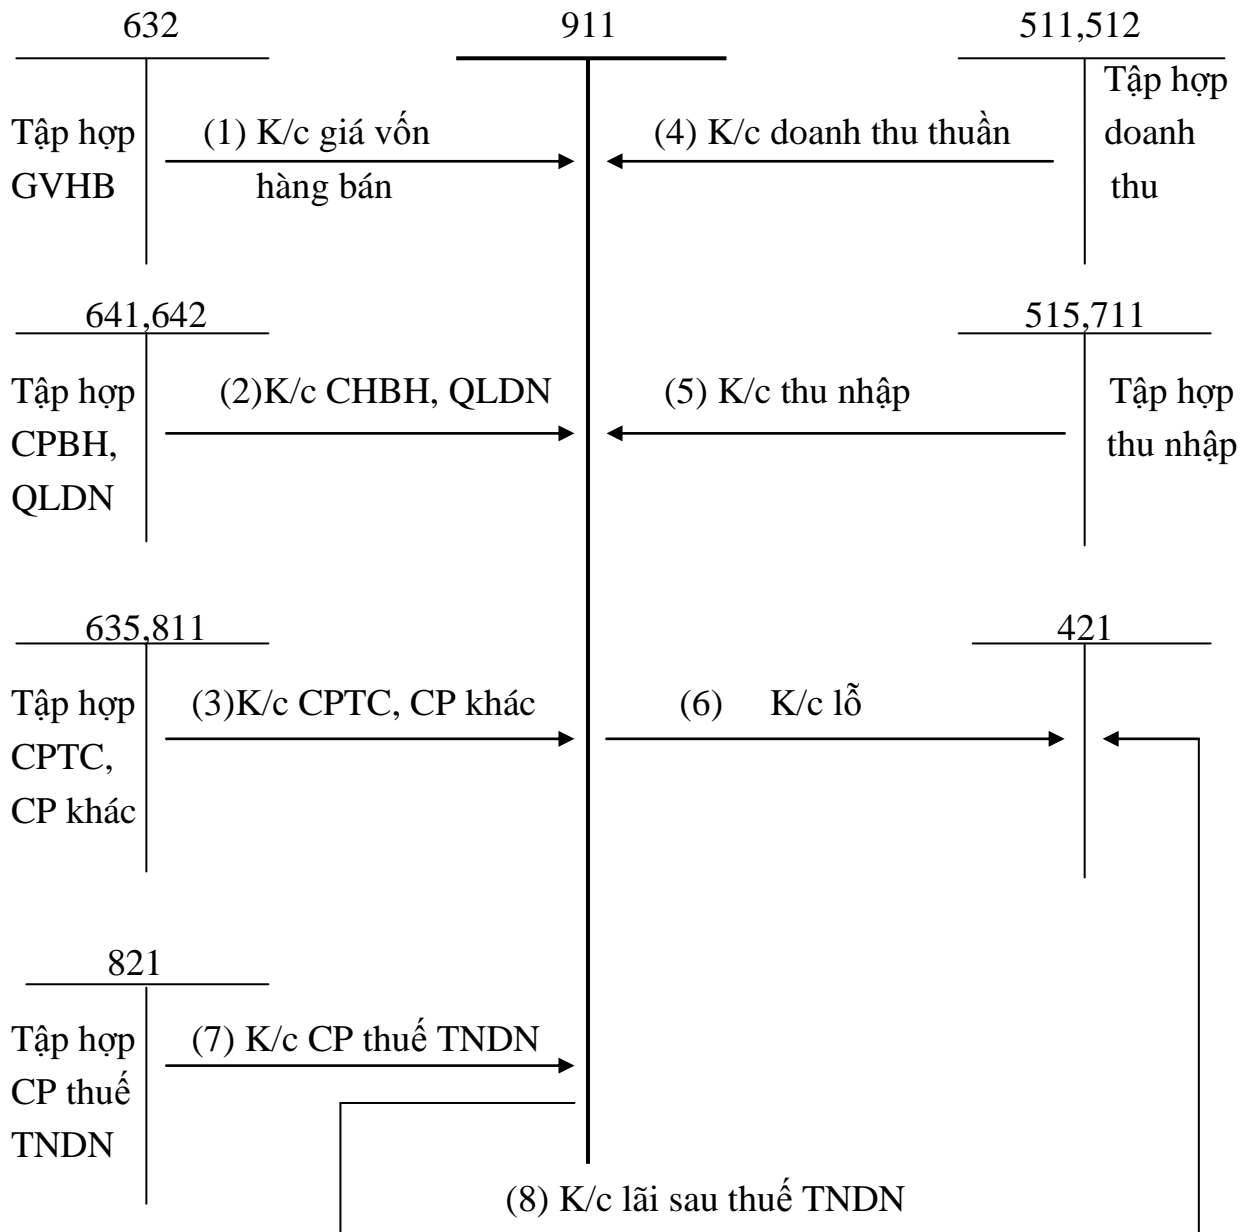 632
911
511,512
Tập hợp
GVHB
(1) K/c giá vốn
hàng bán
(4) K/c doanh thu thuần
Tập hợp
doanh
thu
641,642
515,711
Tập hợp
CPBH,
QLDN
(2)K/c CHBH, QLDN
(5) K/c thu nhập
Tập hợp
thu nhập
635,811
421
Tập hợp
CPTC,
CP khác
(3)K/c CPTC, CP khác
(6) K/c lỗ
821
Tập hợp
CP thuế
TNDN
(7) K/c CP thuế TNDN
(8) K/c lãi sau thuế TNDN